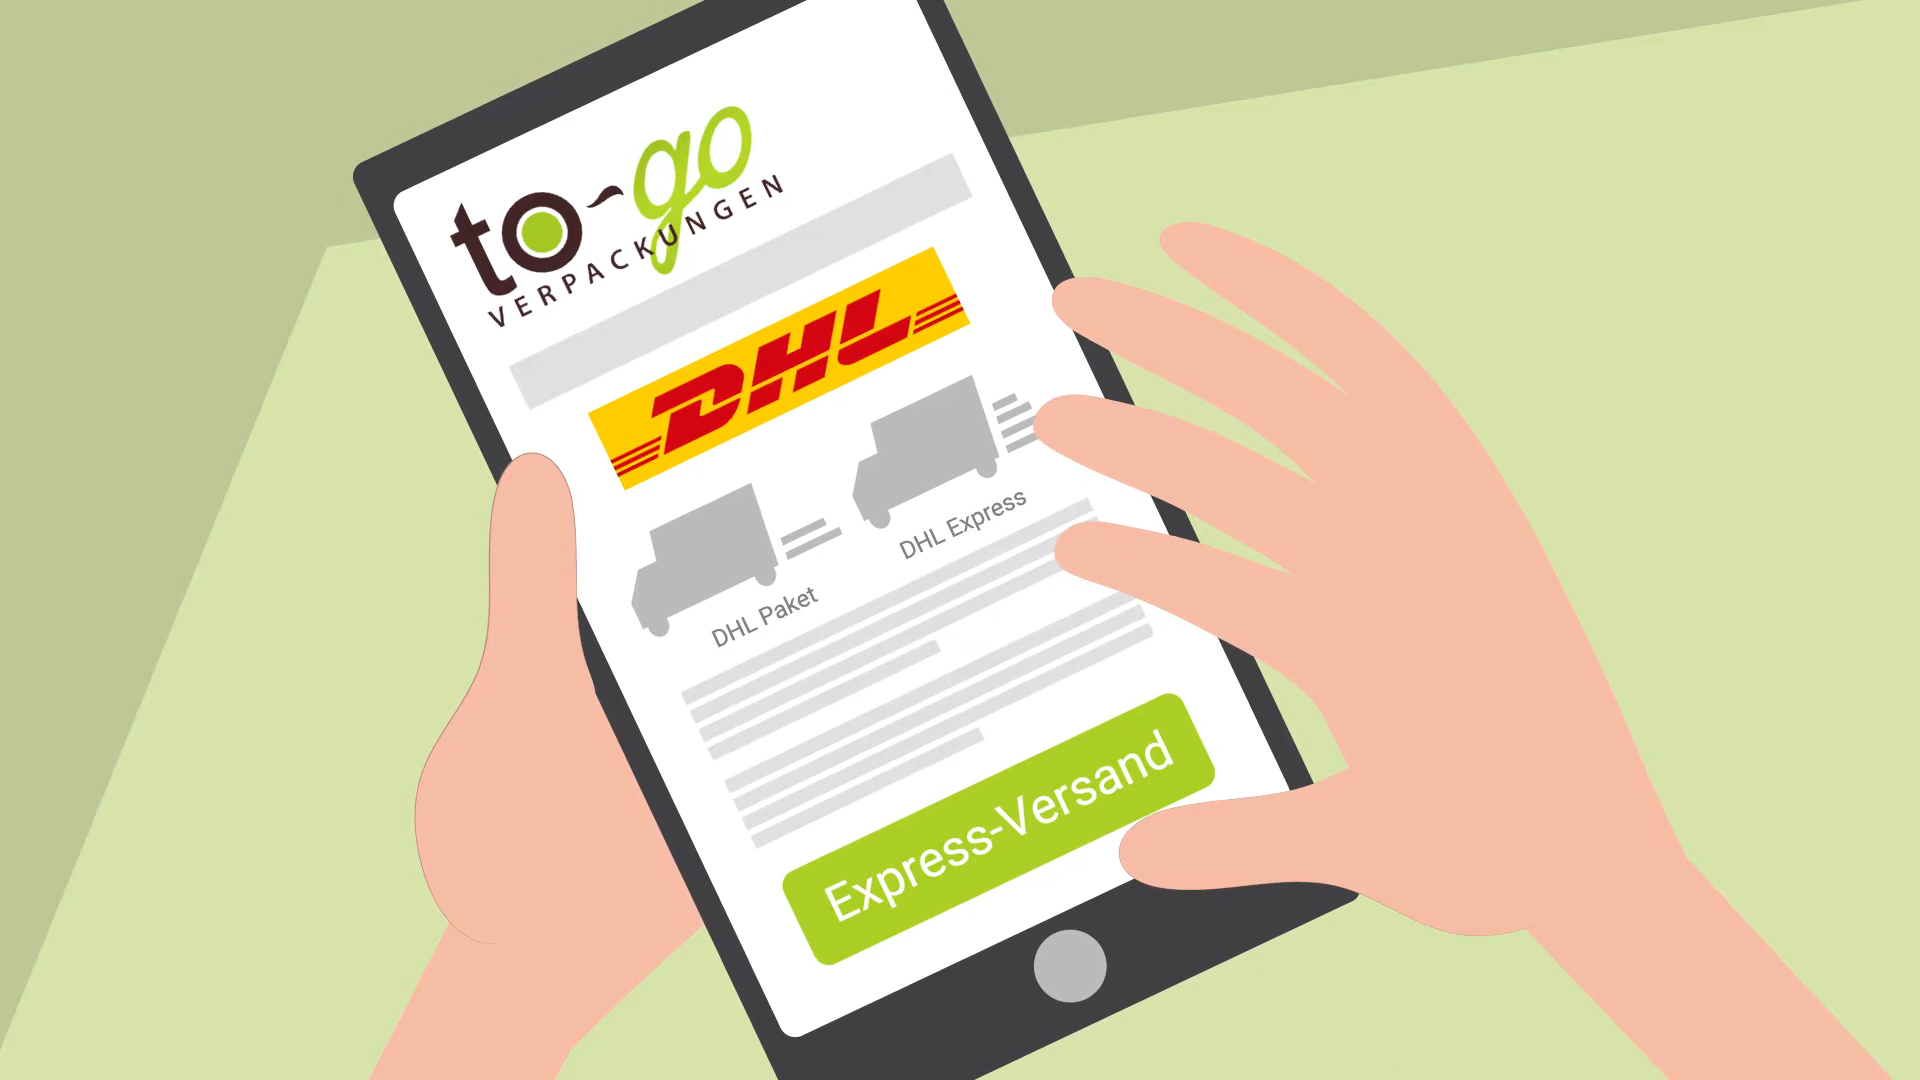 to-go
VERPACKUNGEN
DHL
DHL Paket
DHL Express
Express-Versand